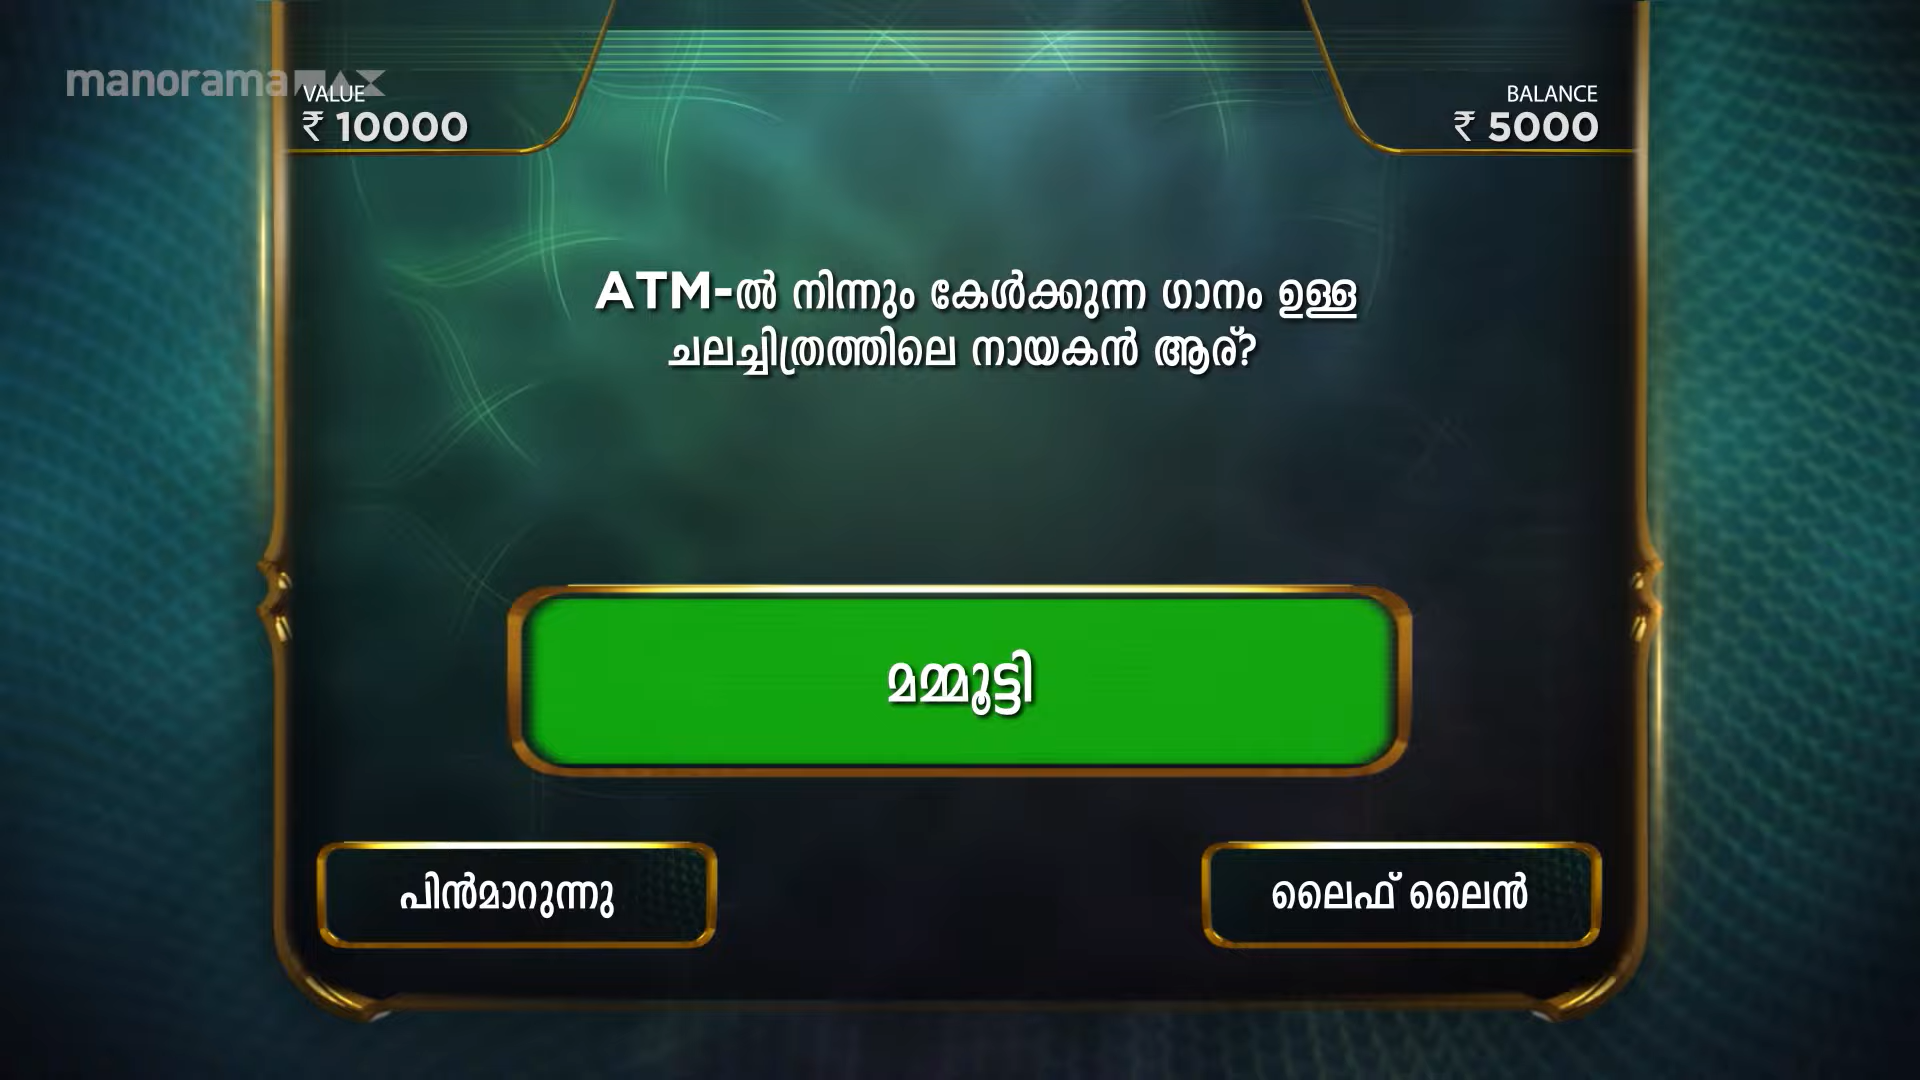 manorama MAX
VALUE
₹ 10000
BALANCE
₹ 5000
ATM-ൽ നിന്നും കേൾക്കുന്ന ഗാനം ഉള്ള
ചലച്ചിത്രത്തിലെ നായകൻ ആര്?
മമ്മൂട്ടി
പിൻമാറുന്നു
ലൈഫ് ലൈൻ